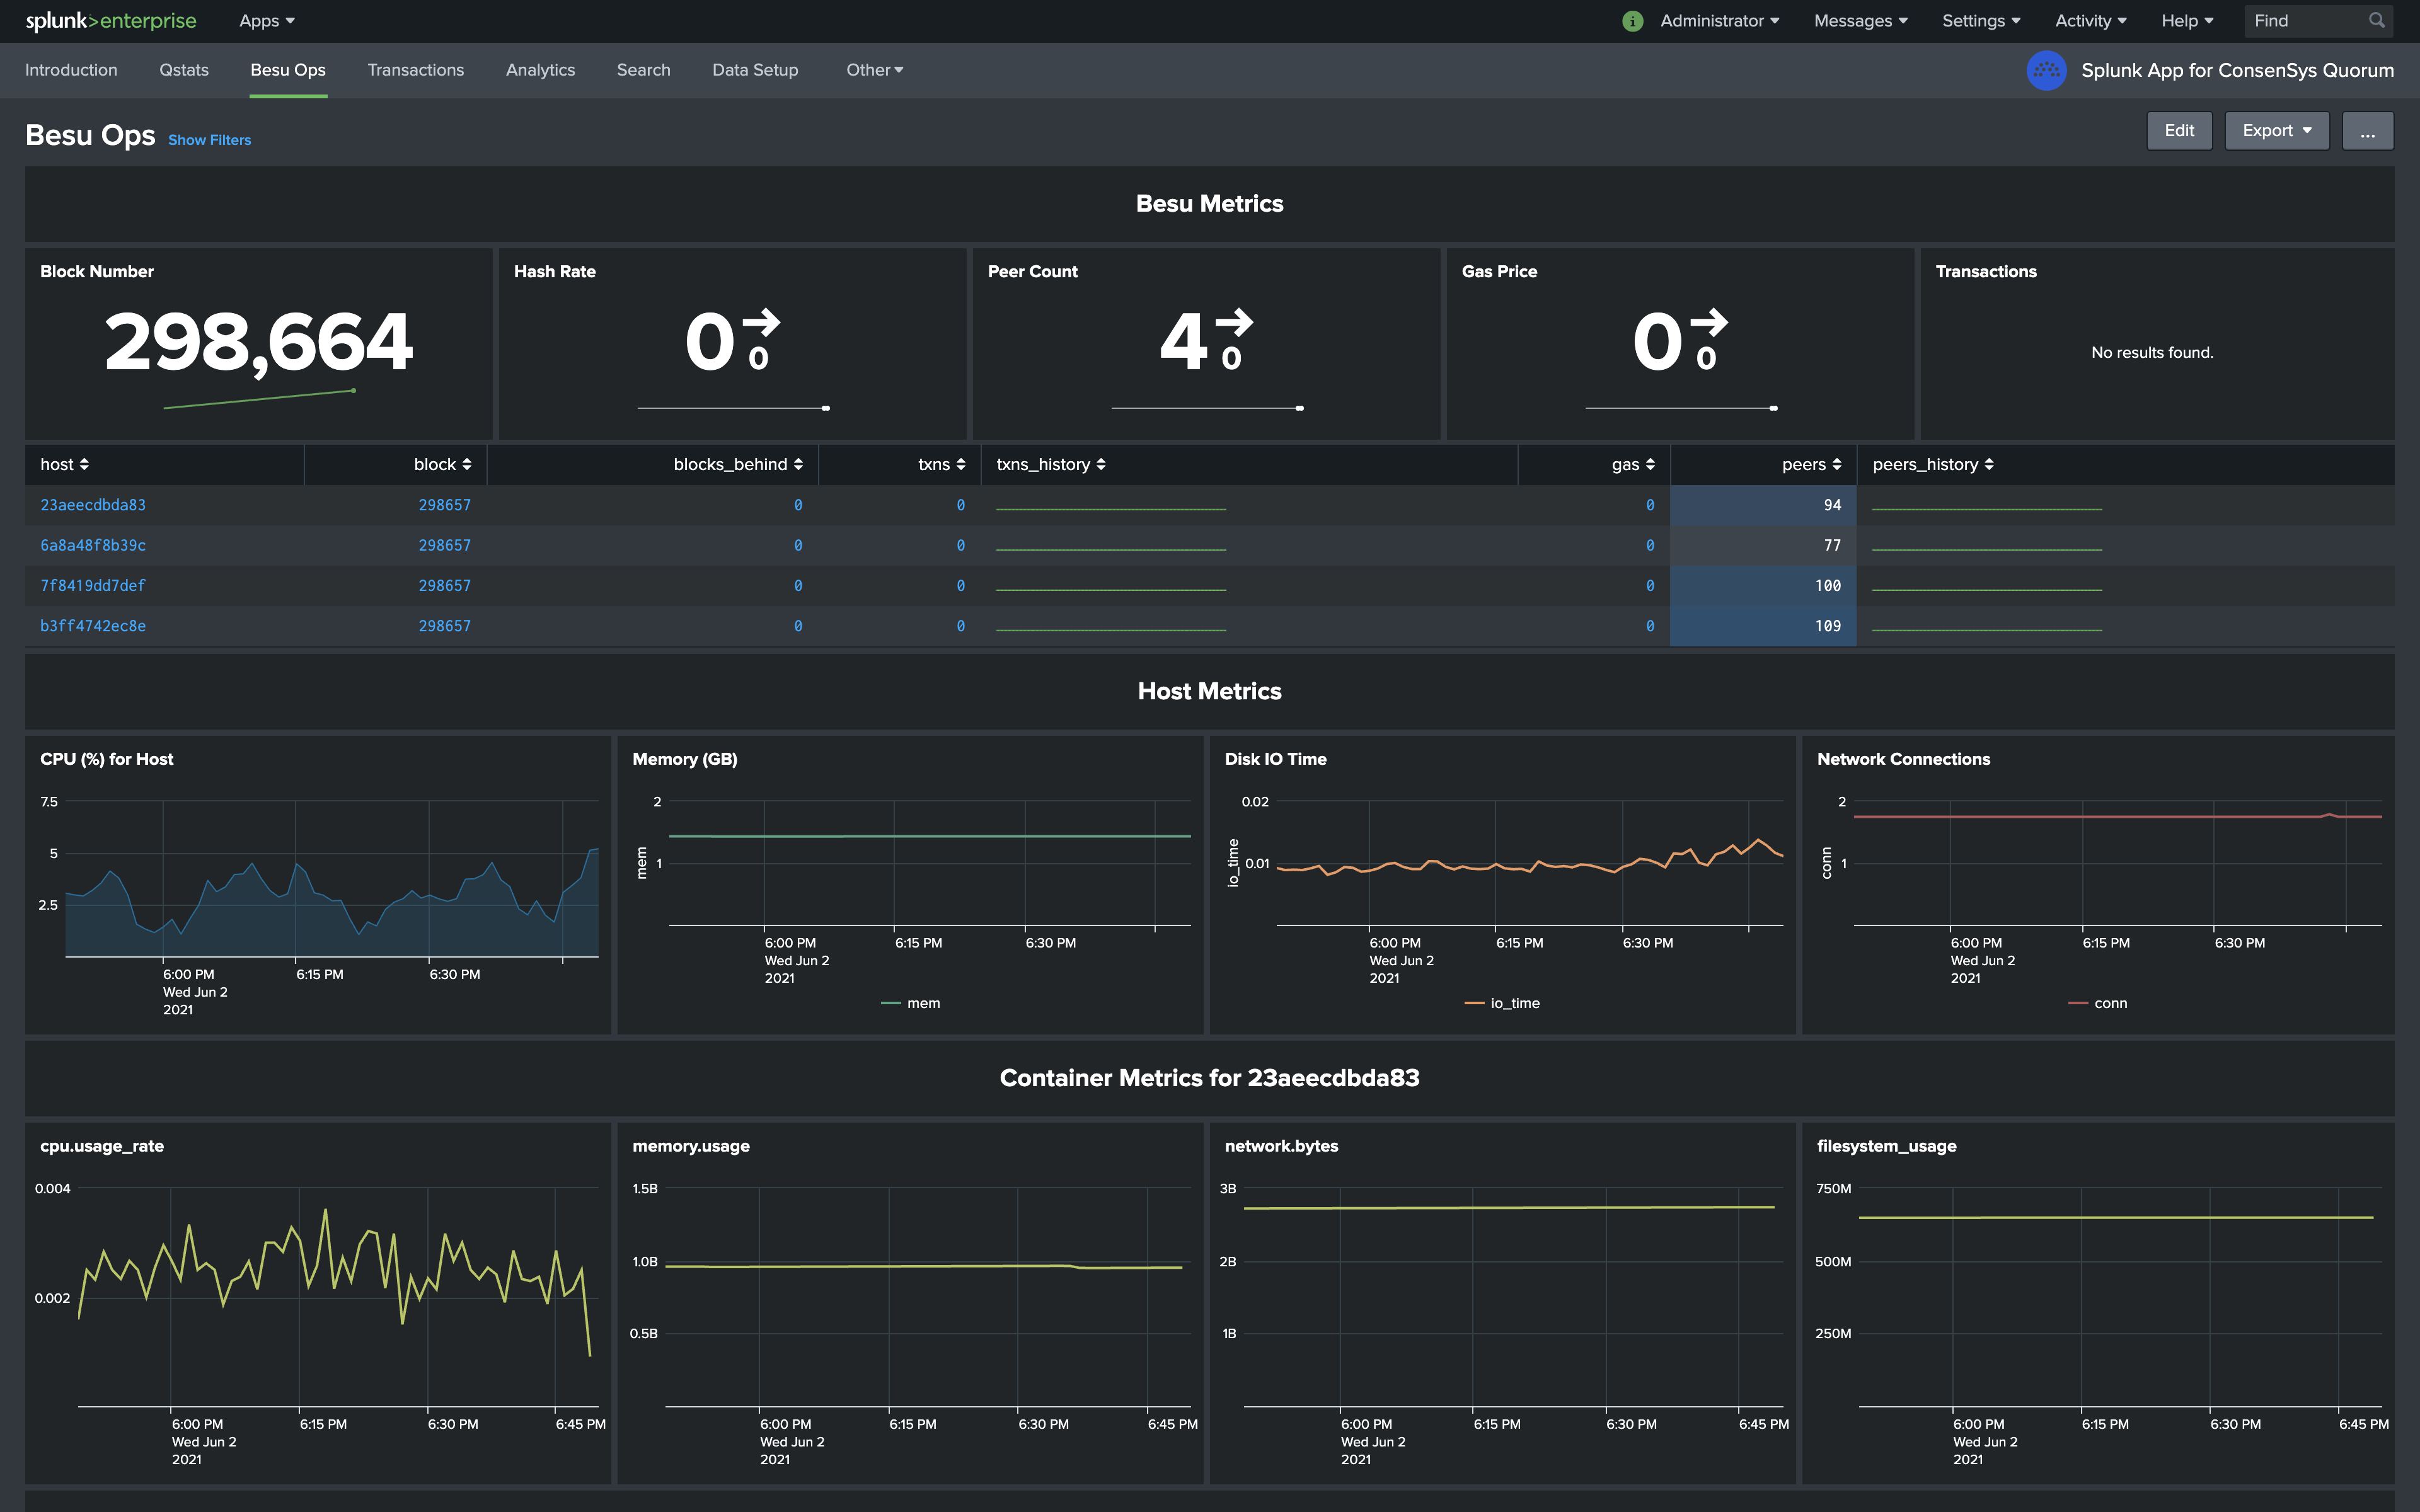 splunk>enterprise Apps Administrator Messages Settings Activity Help Find
Introduction Qstats Besu Ops Transactions Analytics Search Data Setup Other Splunk App for ConsenSys Quorum
Besu Ops Show Filters Edit Export ...
Besu Metrics
Block Number Hash Rate Peer Count Gas Price Transactions
298,664 0 0 4 0 0 0 No results found.
host block blocks_behind txns txns_history gas peers peers_history
23aeecdbda83 298657 0 0 0 94
6a8a48f8b39c 298657 0 0 0 77
7f8419dd7def 298657 0 0 0 100
b3ff4742ec8e 298657 0 0 0 109
Host Metrics
CPU (%) for Host
7.5
5
2.5
6:00 PM 6:15 PM 6:30 PM
Wed Jun 2
2021
Memory (GB)
2
1
mem
6:00 PM 6:15 PM 6:30 PM
Wed Jun 2
2021
mem
Disk IO Time
0.02
0.01
io_time
6:00 PM 6:15 PM 6:30 PM
Wed Jun 2
2021
io_time
Network Connections
2
1
conn
6:00 PM 6:15 PM 6:30 PM
Wed Jun 2
2021
conn
Container Metrics for 23aeecdbda83
cpu.usage_rate
0.004
0.002
6:00 PM 6:15 PM 6:30 PM 6:45 PM
Wed Jun 2
2021
memory.usage
1.5B
1.0B
0.5B
6:00 PM 6:15 PM 6:30 PM 6:45 PM
Wed Jun 2
2021
network.bytes
3B
2B
1B
6:00 PM 6:15 PM 6:30 PM 6:45 PM
Wed Jun 2
2021
filesystem_usage
750M
500M
250M
6:00 PM 6:15 PM 6:30 PM 6:45 PM
Wed Jun 2
2021